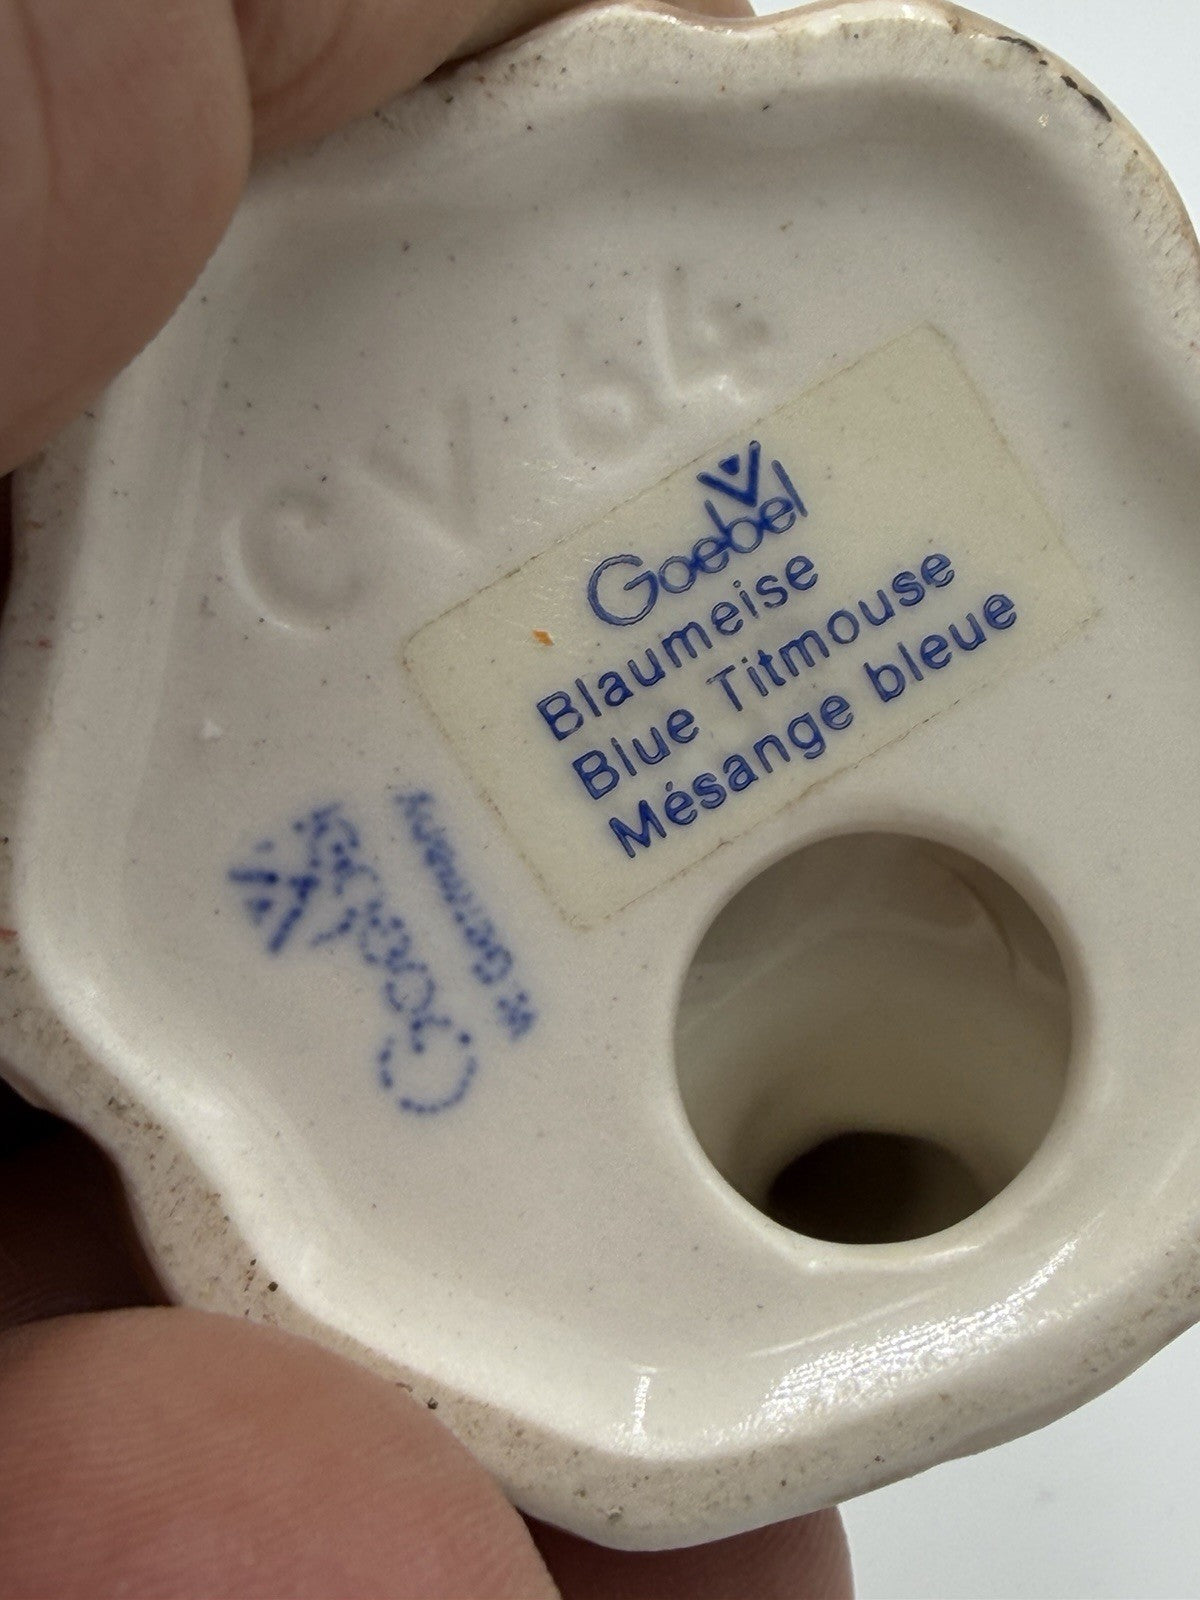 CV 64
Goebel
Blaumeise
Blue Titmouse
Mésange bleue
Goebel
W. Germany